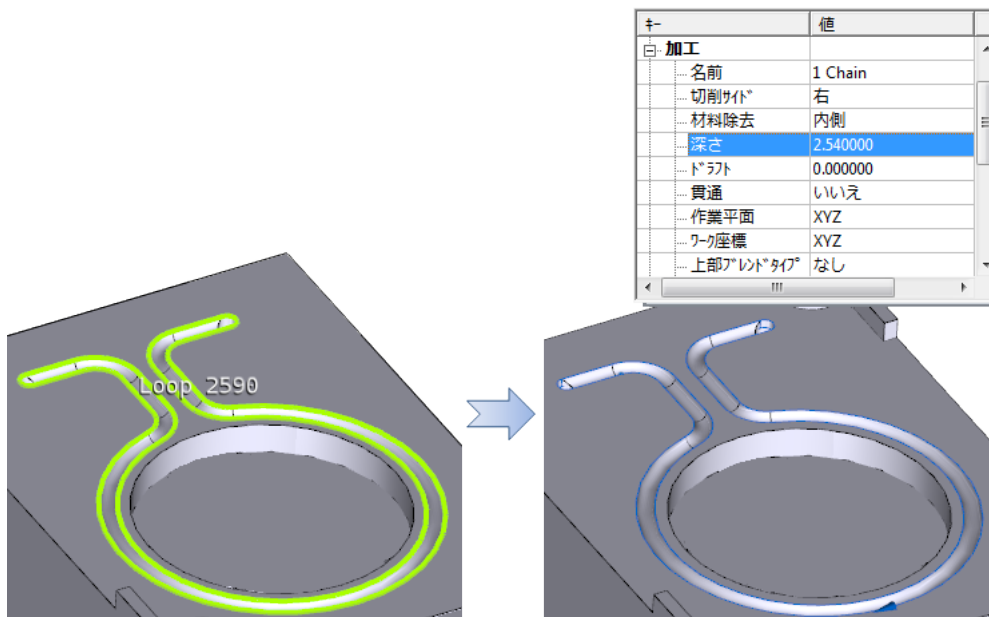 キー 値
加工
名前 1 Chain
切削ｻｲﾄﾞ 右
材料除去 内側
深さ 2.540000
ﾄﾞﾗﾌﾄ 0.000000
貫通 いいえ
作業平面 XYZ
ﾜｰｸ座標 XYZ
上部ﾌﾞﾚﾝﾄﾞﾀｲﾌﾟ なし
Loop 2590